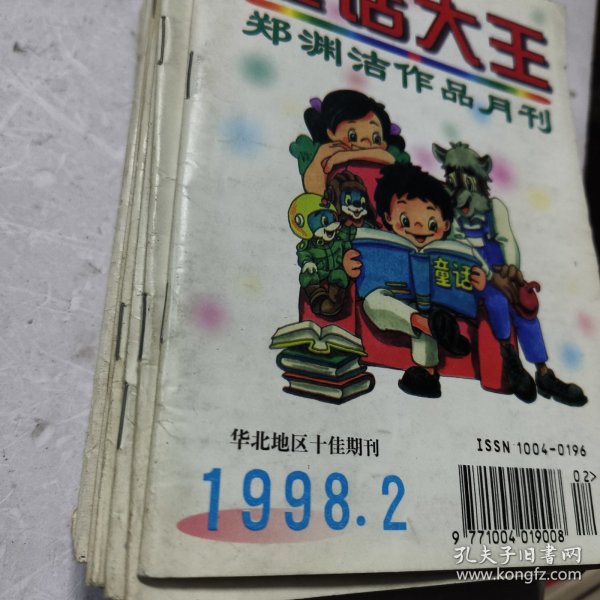 童话大王
郑渊洁作品月刊
童话
华北地区十佳期刊
ISSN 1004-0196
1998.2
02>
9 771004 019008
孔夫子旧书网
www.kongfz.com